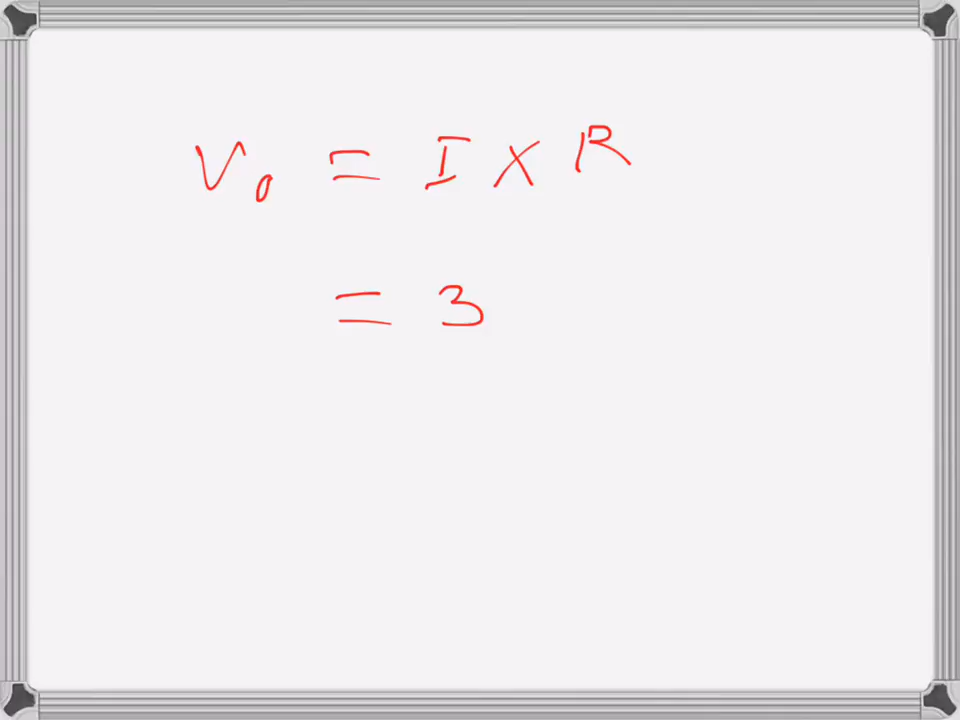 V₀ = I × R
= 3